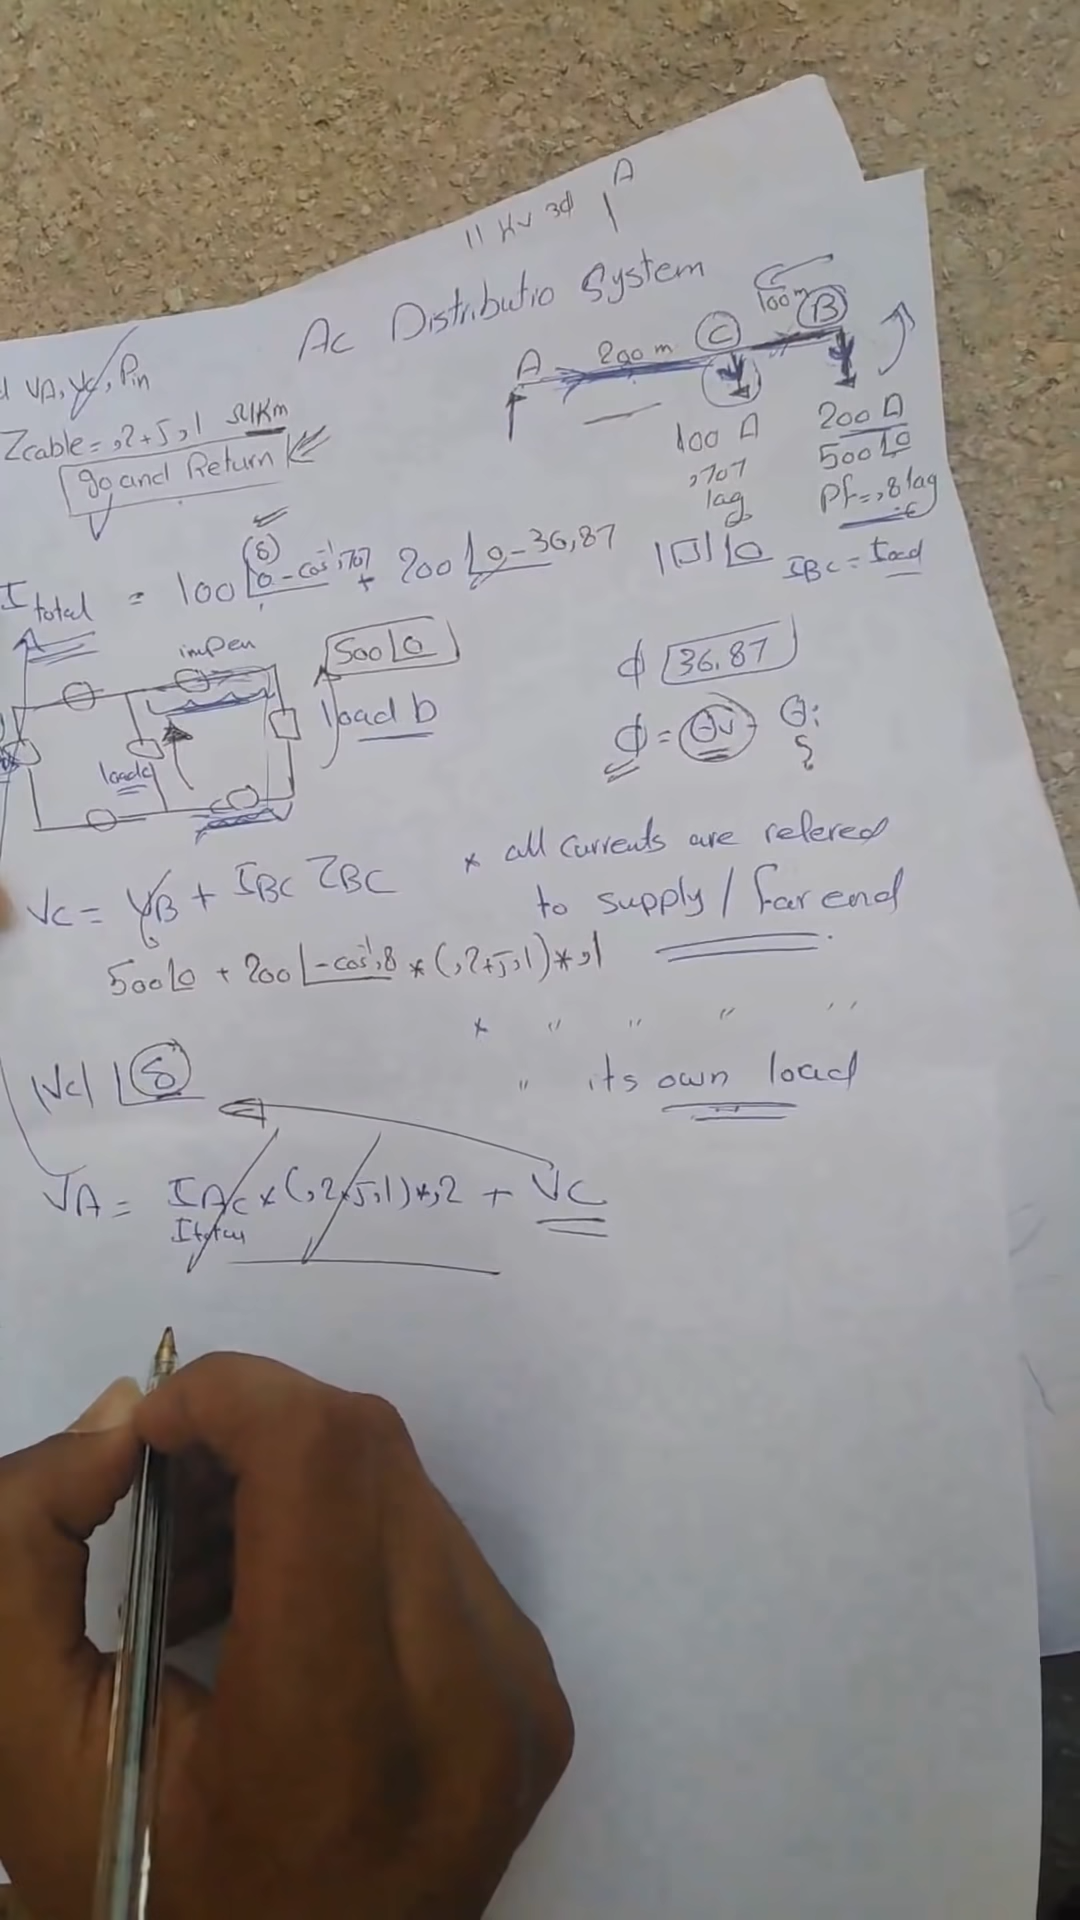 A
11 KV 3φ
Ac Distributio System
100m
B
C
A
200 m
VA, Vc, Pin
Zcable = ,2+J,1 Ω/Km
go and Return
100 A
,707
lag
200 A
500∠0
Pf=,8 lag
I total = 100∠0-cos⁻¹,707 + 200∠0-36,87
(δ)
IBC = Iload
impen
500∠0
load b
loadc
φ 36.87
φ = θv - θi
Vc = VB + IBC ZBC
* all currents are refered
to supply / far end
500∠0 + 200∠-cos⁻¹,8 * (,2+J,1)*,1
* " " " "
" its own load
|Vc| ∠δ
VA = IAC * (,2+J,1)*,2 + VC